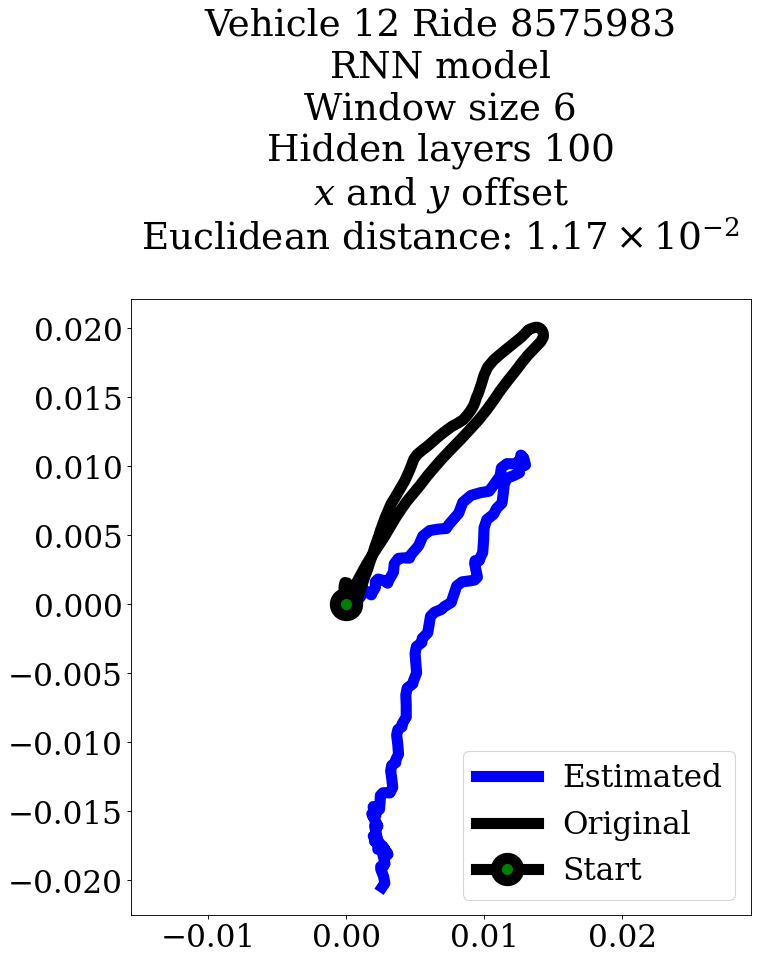 Vehicle 12 Ride 8575983
RNN model
Window size 6
Hidden layers 100
x and y offset
Euclidean distance: 1.17 × 10⁻²
0.020
0.015
0.010
0.005
0.000
−0.005
−0.010
−0.015
−0.020
Estimated
Original
Start
−0.01 0.00 0.01 0.02